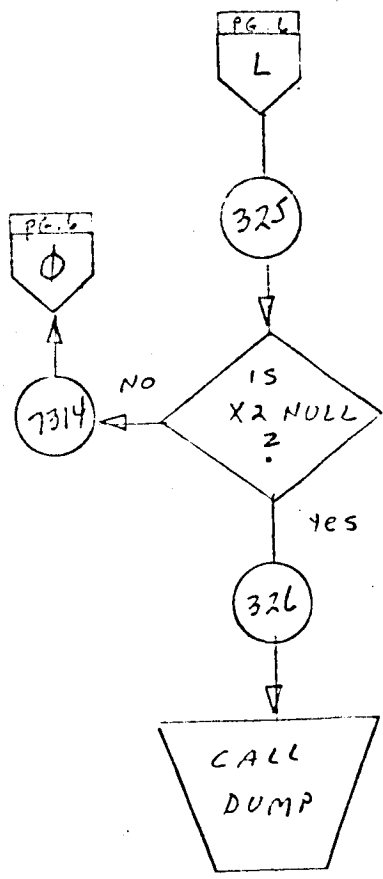 PG. 6
L
325
PG. 6
Ø
NO
7314
IS
X2 NULL
?
Yes
326
CALL
DUMP